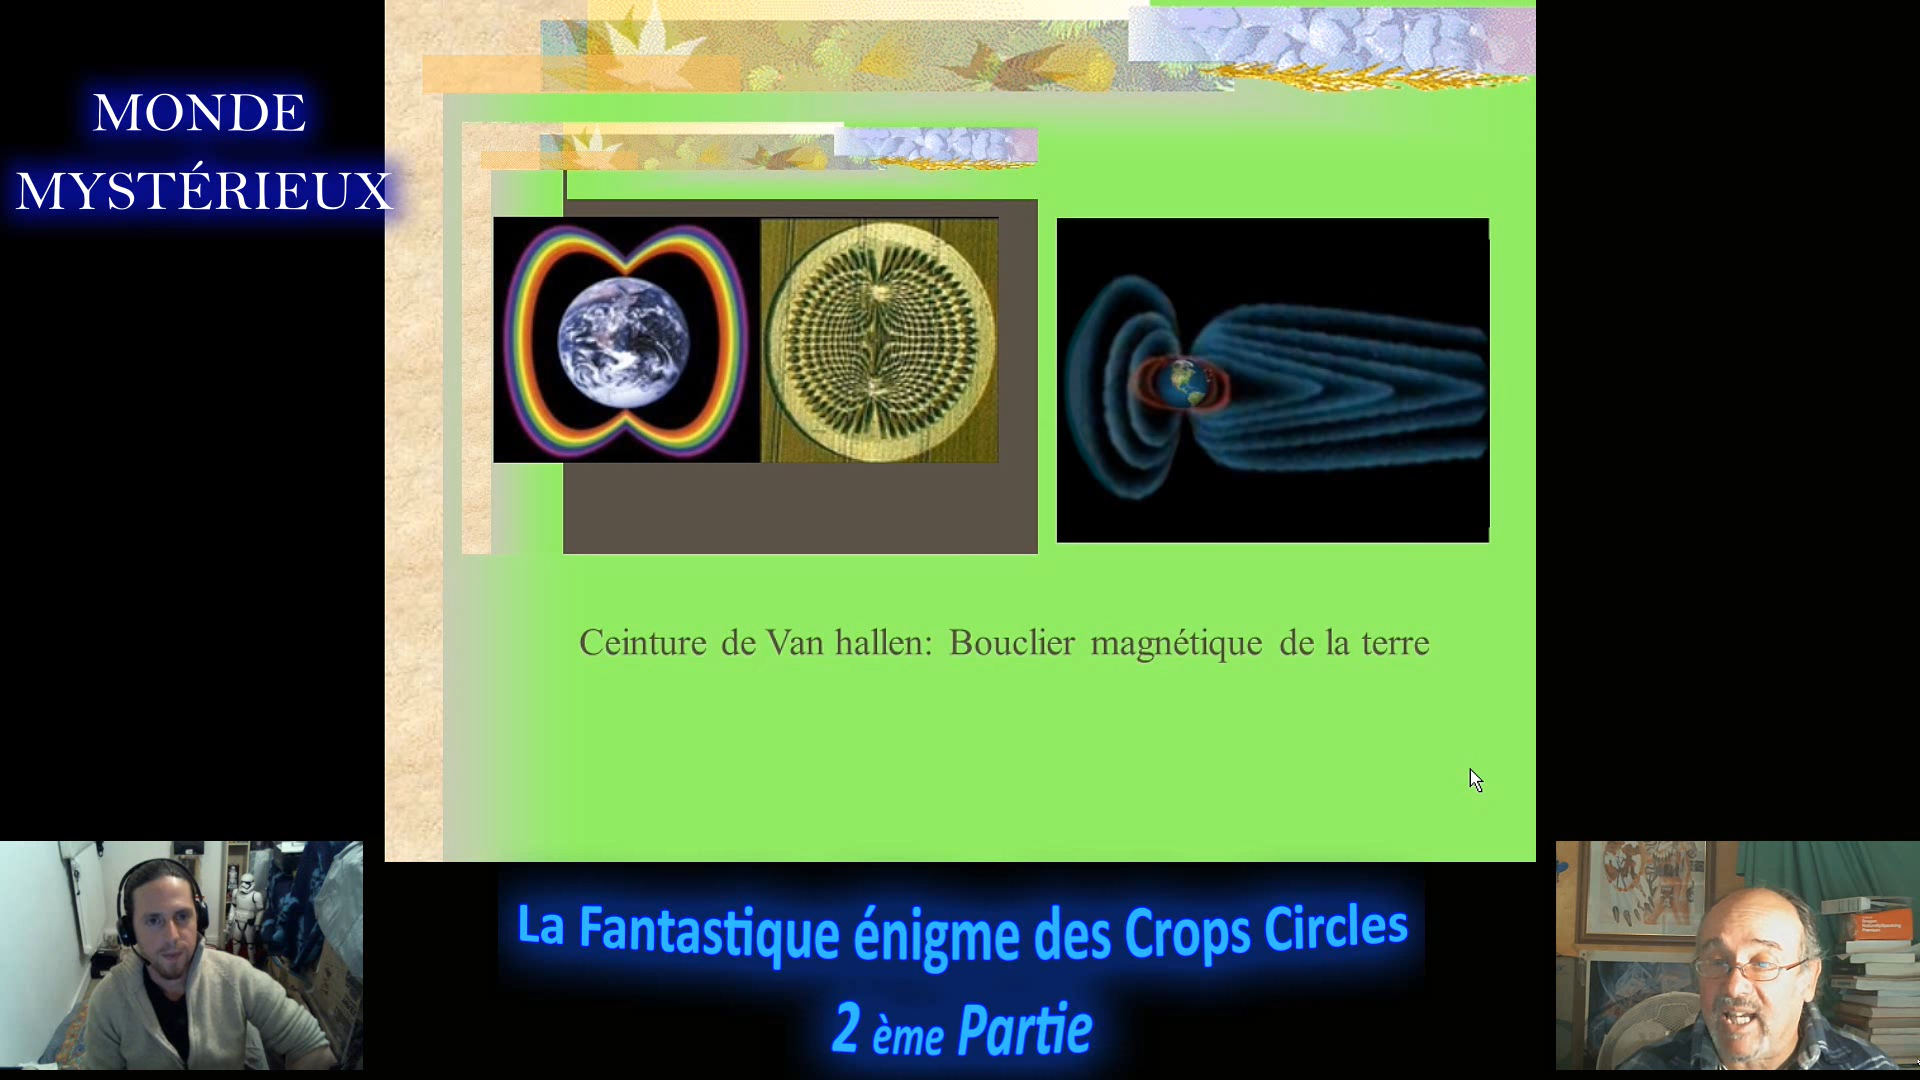 MONDE
MYSTÉRIEUX
Ceinture de Van hallen: Bouclier magnétique de la terre
La Fantastique énigme des Crops Circles
2 ème Partie